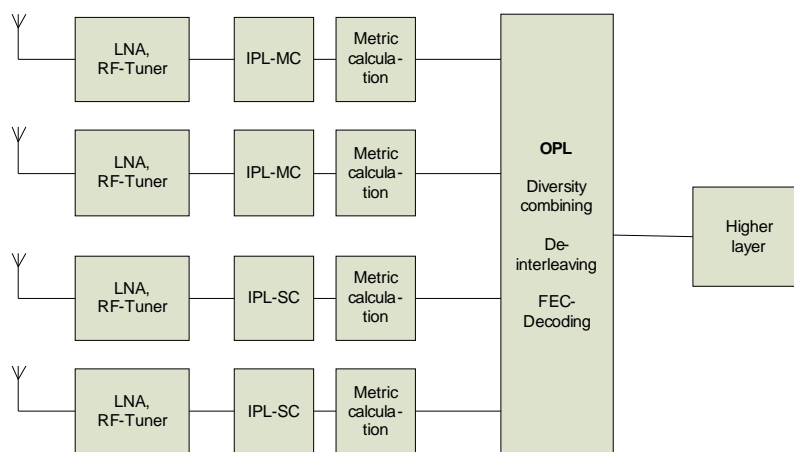 LNA,
RF-Tuner
IPL-MC
Metric
calcula-
tion
LNA,
RF-Tuner
IPL-MC
Metric
calcula-
tion
LNA,
RF-Tuner
IPL-SC
Metric
calcula-
tion
LNA,
RF-Tuner
IPL-SC
Metric
calcula-
tion
OPL
Diversity
combining
De-
interleaving
FEC-
Decoding
Higher
layer